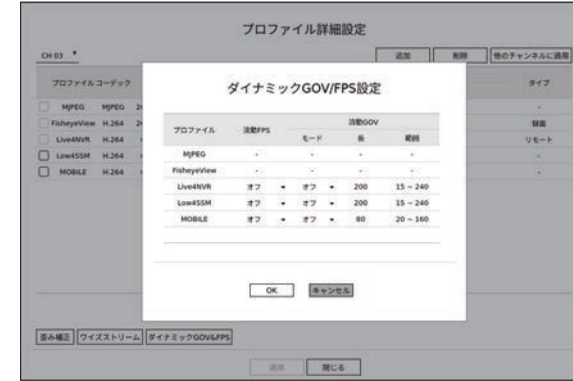 プロファイル詳細設定
CH 03
追加 削除 他のチャンネルに適用
プロファイル コーデック タイプ
MJPEG MJPEG -
FisheyeView H.264 録画
Live4NVR H.264 リモート
Low4SSM H.264 -
MOBILE H.264 -
ダイナミックGOV/FPS設定
プロファイル 流動FPS 流動GOV
モード 長 範囲
MJPEG - - - -
FisheyeView - - - -
Live4NVR オフ オフ 200 15 ~ 240
Low4SSM オフ オフ 200 15 ~ 240
MOBILE オフ オフ 80 20 ~ 160
OK キャンセル
歪み補正 ワイズストリーム ダイナミックGOV&FPS
適用 閉じる